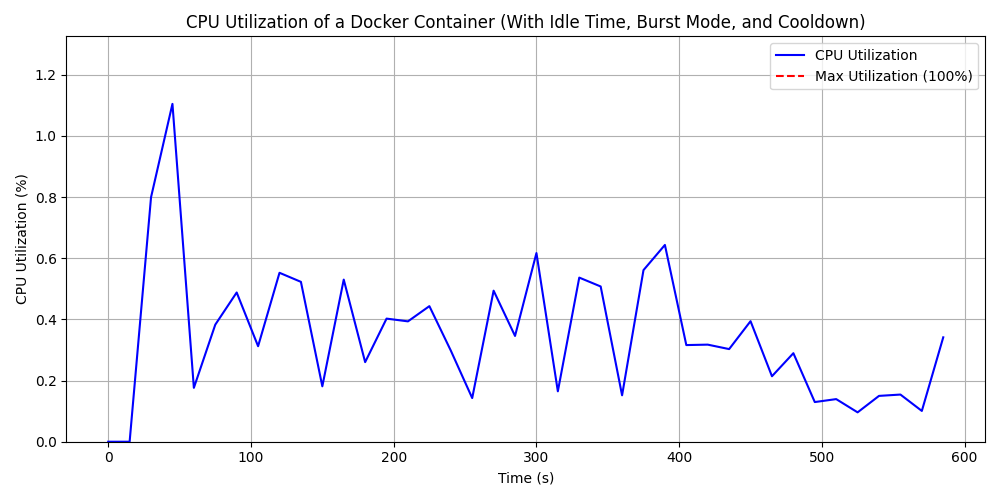 CPU Utilization of a Docker Container (With Idle Time, Burst Mode, and Cooldown)
CPU Utilization
Max Utilization (100%)
CPU Utilization (%)
1.2
1.0
0.8
0.6
0.4
0.2
0.0
0 100 200 300 400 500 600
Time (s)